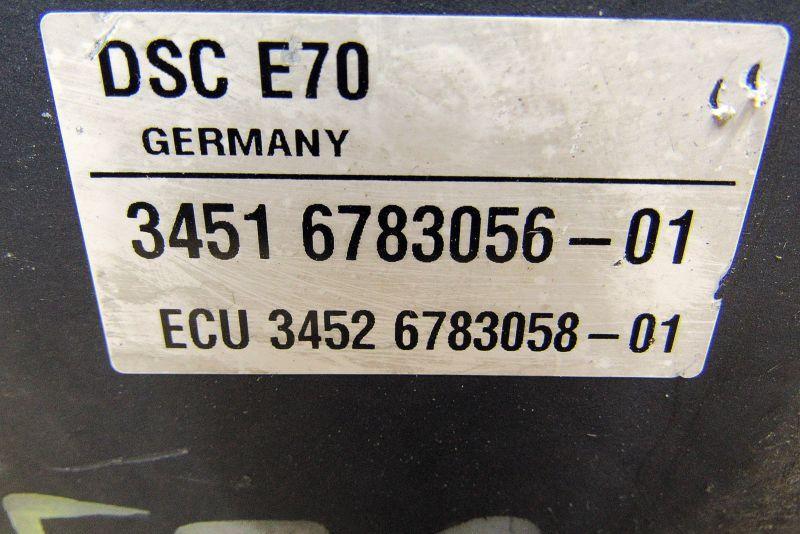 DSC E70
GERMANY
3451 6783056-01
ECU 3452 6783058-01